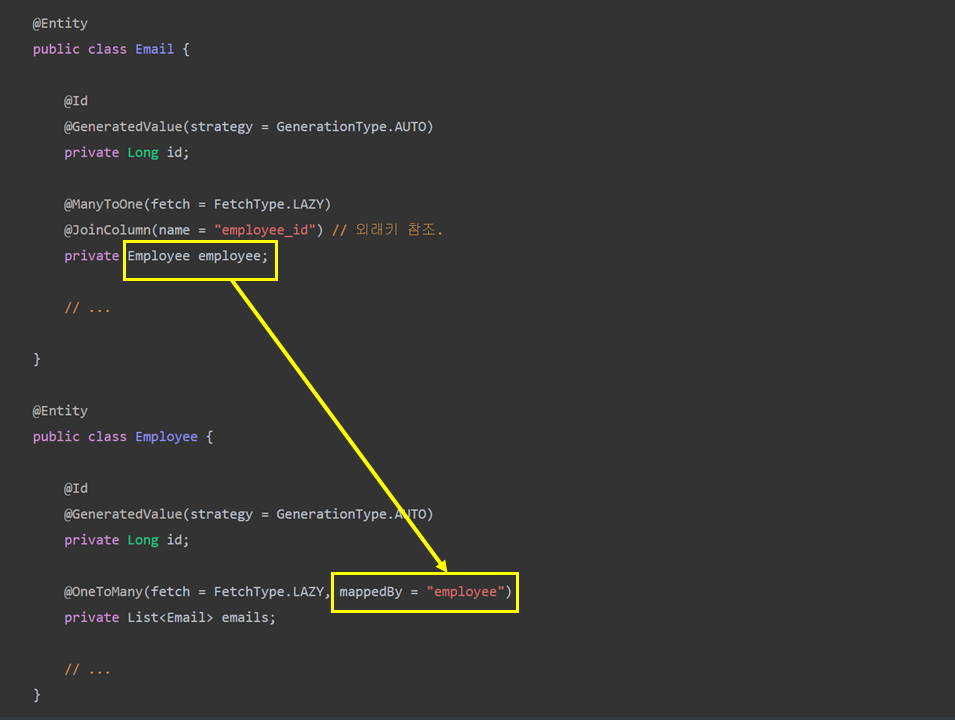 @Entity
public class Email {
@Id
@GeneratedValue(strategy = GenerationType.AUTO)
private Long id;
@ManyToOne(fetch = FetchType.LAZY)
@JoinColumn(name = "employee_id") // 외래키 참조.
private Employee employee;
// ...
}
@Entity
public class Employee {
@Id
@GeneratedValue(strategy = GenerationType.AUTO)
private Long id;
@OneToMany(fetch = FetchType.LAZY, mappedBy = "employee")
private List<Email> emails;
// ...
}